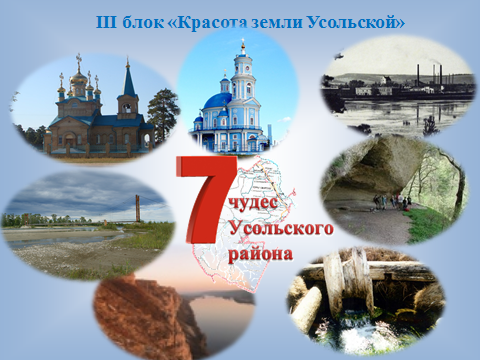 III блок «Красота земли Усольской»
7
чудес
Усольского
района